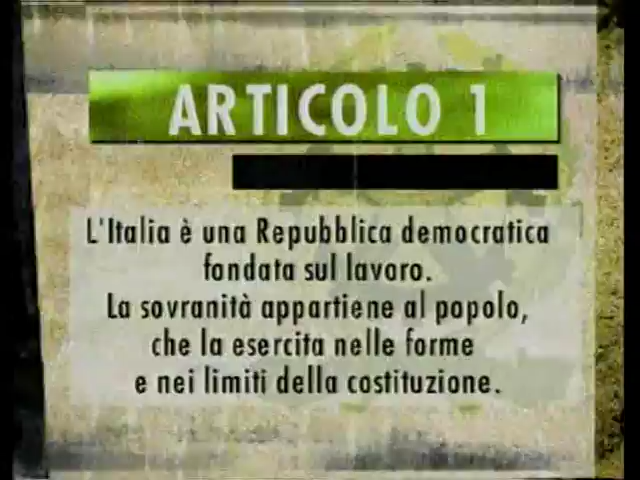 ARTICOLO 1
L'Italia è una Repubblica democratica
fondata sul lavoro.
La sovranità appartiene al popolo,
che la esercita nelle forme
e nei limiti della costituzione.